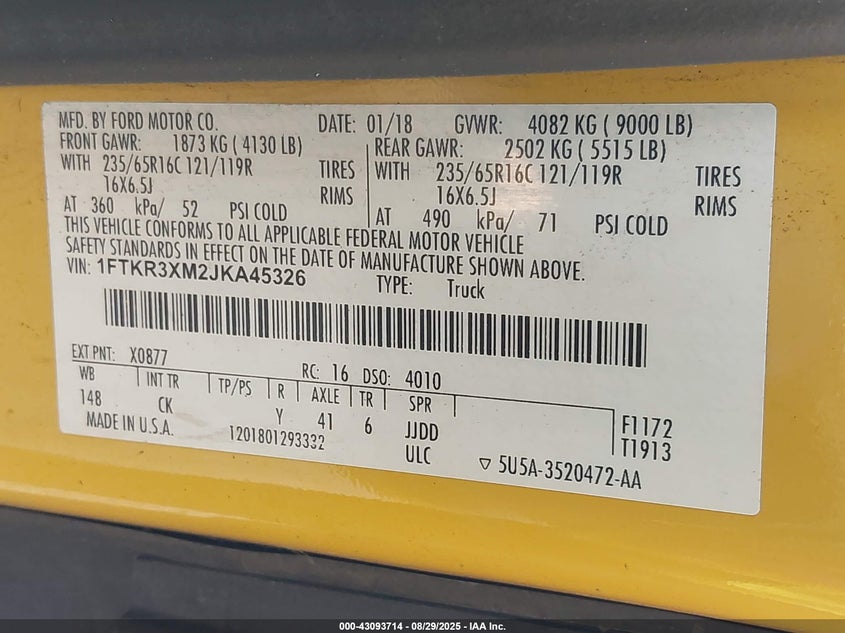 MFD. BY FORD MOTOR CO. DATE: 01/18 GVWR: 4082 KG ( 9000 LB)
FRONT GAWR: 1873 KG ( 4130 LB) REAR GAWR: 2502 KG ( 5515 LB)
WITH 235/65R16C 121/119R TIRES WITH 235/65R16C 121/119R TIRES
16X6.5J RIMS 16X6.5J RIMS
AT 360 kPa/ 52 PSI COLD AT 490 kPa/ 71 PSI COLD
THIS VEHICLE CONFORMS TO ALL APPLICABLE FEDERAL MOTOR VEHICLE
SAFETY STANDARDS IN EFFECT ON THE DATE OF MANUFACTURE SHOWN ABOVE.
VIN: 1FTKR3XM2JKA45326 TYPE: Truck
EXT PNT: X0877 RC: 16 DSO: 4010
WB INT TR TP/PS R AXLE TR SPR
148 CK Y 41 6 JJDD F1172
MADE IN U.S.A. 1201801293332 ULC T1913
▽ 5U5A-3520472-AA
000-43093714 - 08/29/2025 - IAA Inc.